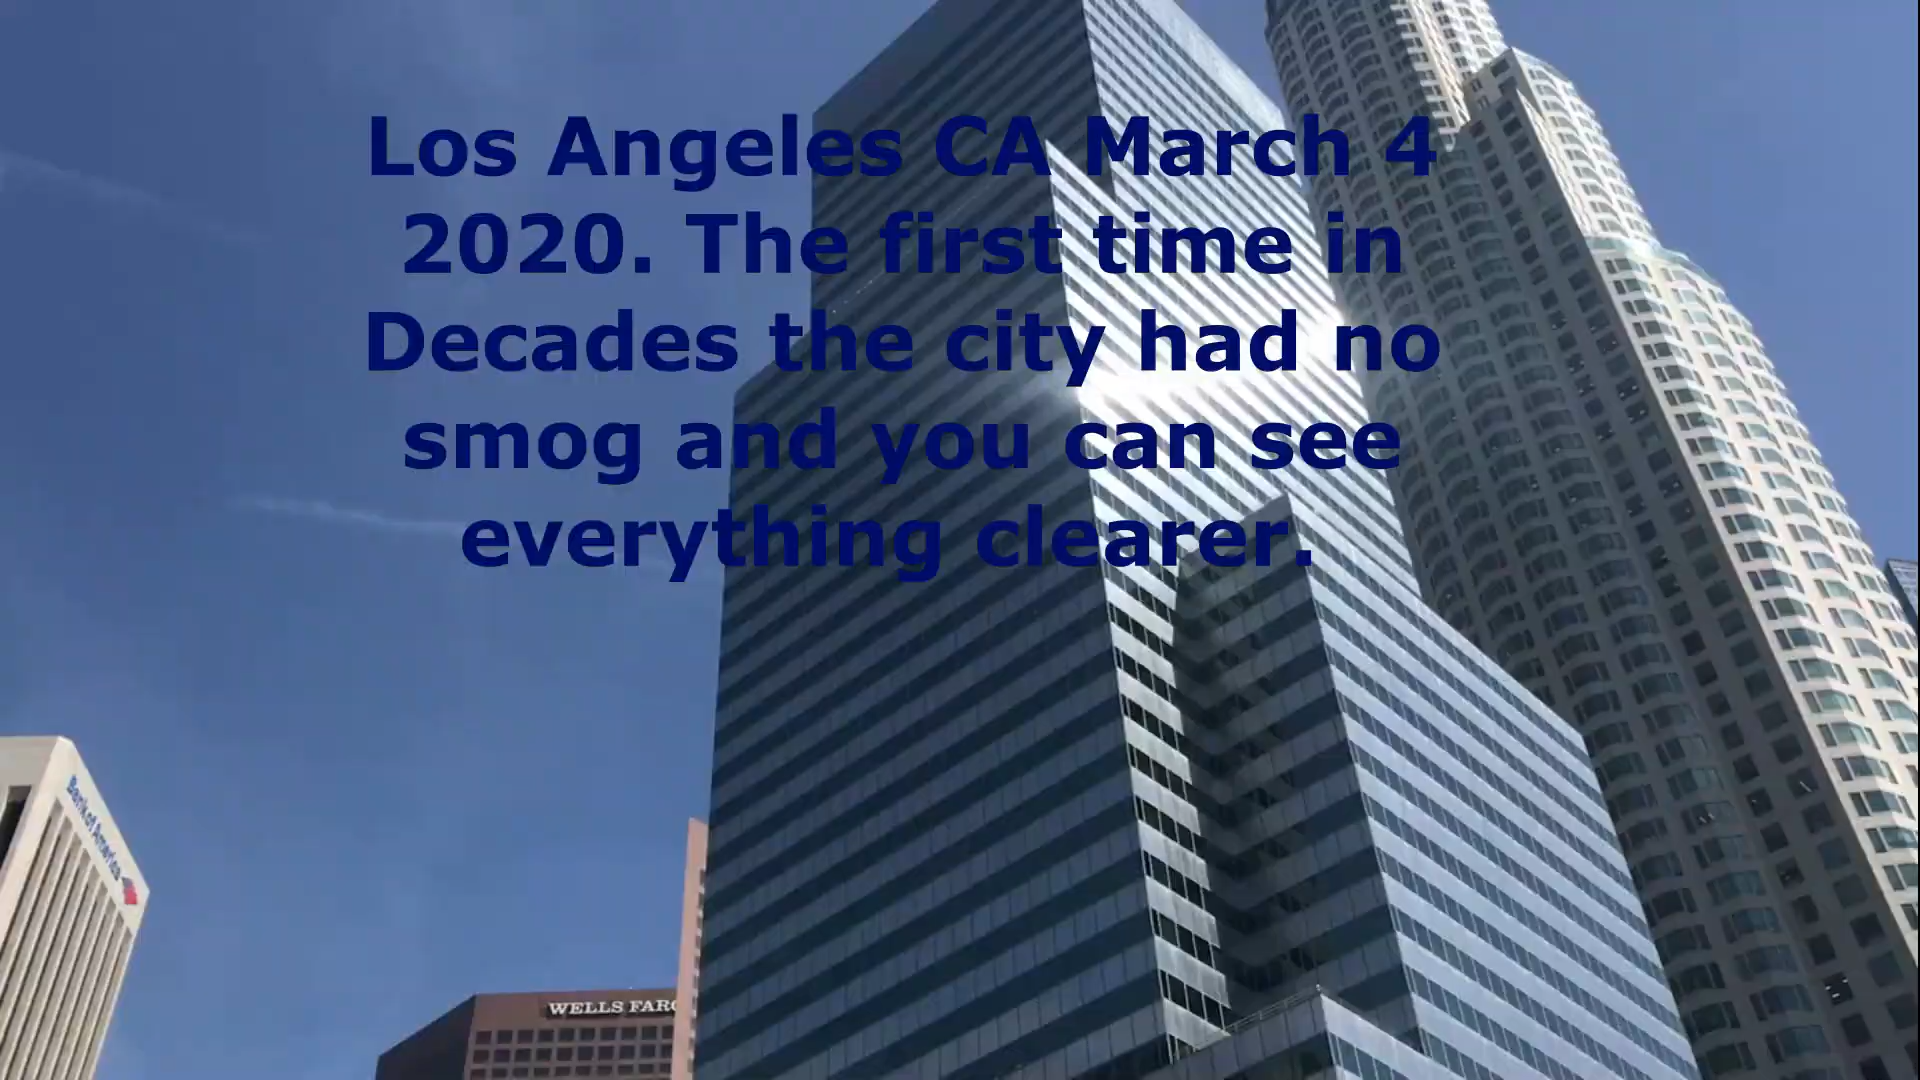 Los Angeles CA March 4
2020. The first time in
Decades the city had no
smog and you can see
everything clearer.
Bank of America
WELLS FARG